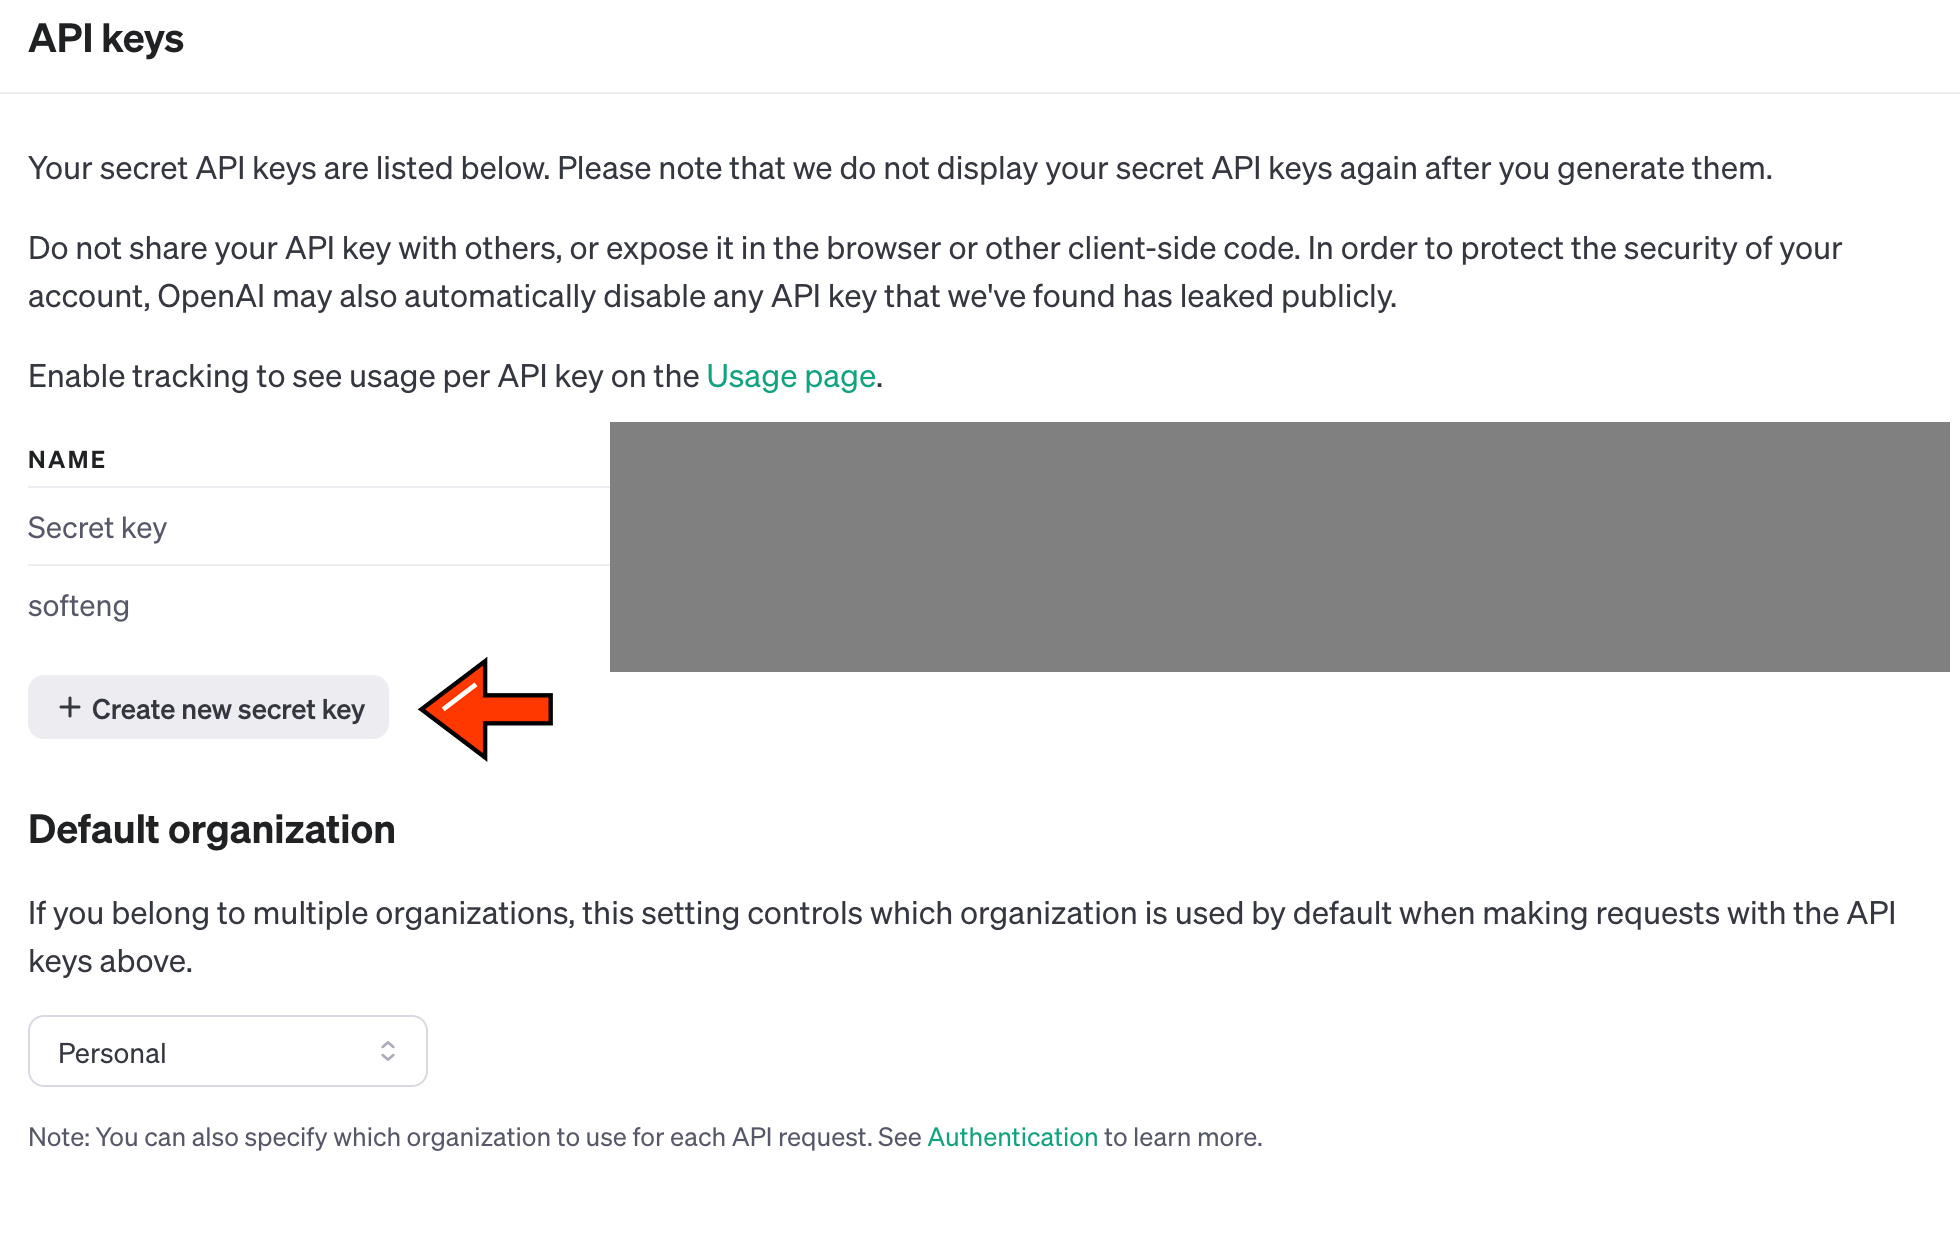 API keys
Your secret API keys are listed below. Please note that we do not display your secret API keys again after you generate them.
Do not share your API key with others, or expose it in the browser or other client-side code. In order to protect the security of your
account, OpenAI may also automatically disable any API key that we've found has leaked publicly.
Enable tracking to see usage per API key on the Usage page.
NAME
Secret key
softeng
+ Create new secret key
Default organization
If you belong to multiple organizations, this setting controls which organization is used by default when making requests with the API
keys above.
Personal
Note: You can also specify which organization to use for each API request. See Authentication to learn more.